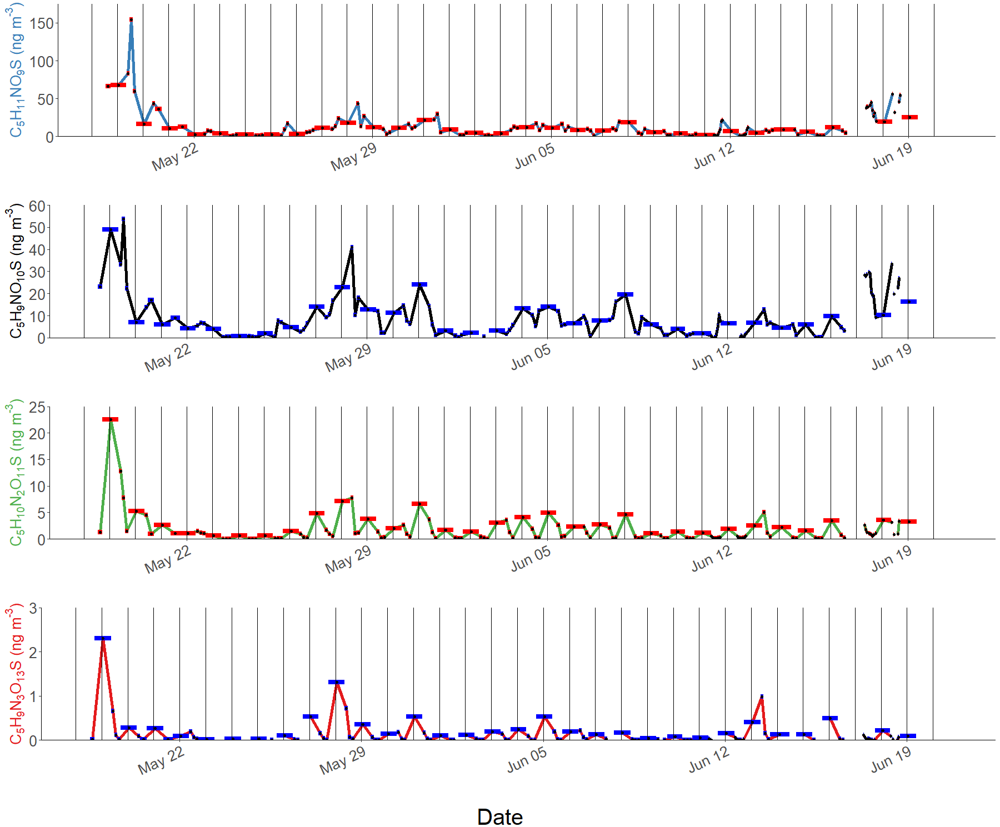 C₅H₁₁NO₉S (ng m⁻³)
150
100
50
0
May 22 May 29 Jun 05 Jun 12 Jun 19
C₅H₉NO₁₀S (ng m⁻³)
60
50
40
30
20
10
0
May 22 May 29 Jun 05 Jun 12 Jun 19
C₅H₁₀N₂O₁₁S (ng m⁻³)
25
20
15
10
5
0
May 22 May 29 Jun 05 Jun 12 Jun 19
C₅H₉N₃O₁₃S (ng m⁻³)
3
2
1
0
May 22 May 29 Jun 05 Jun 12 Jun 19
Date